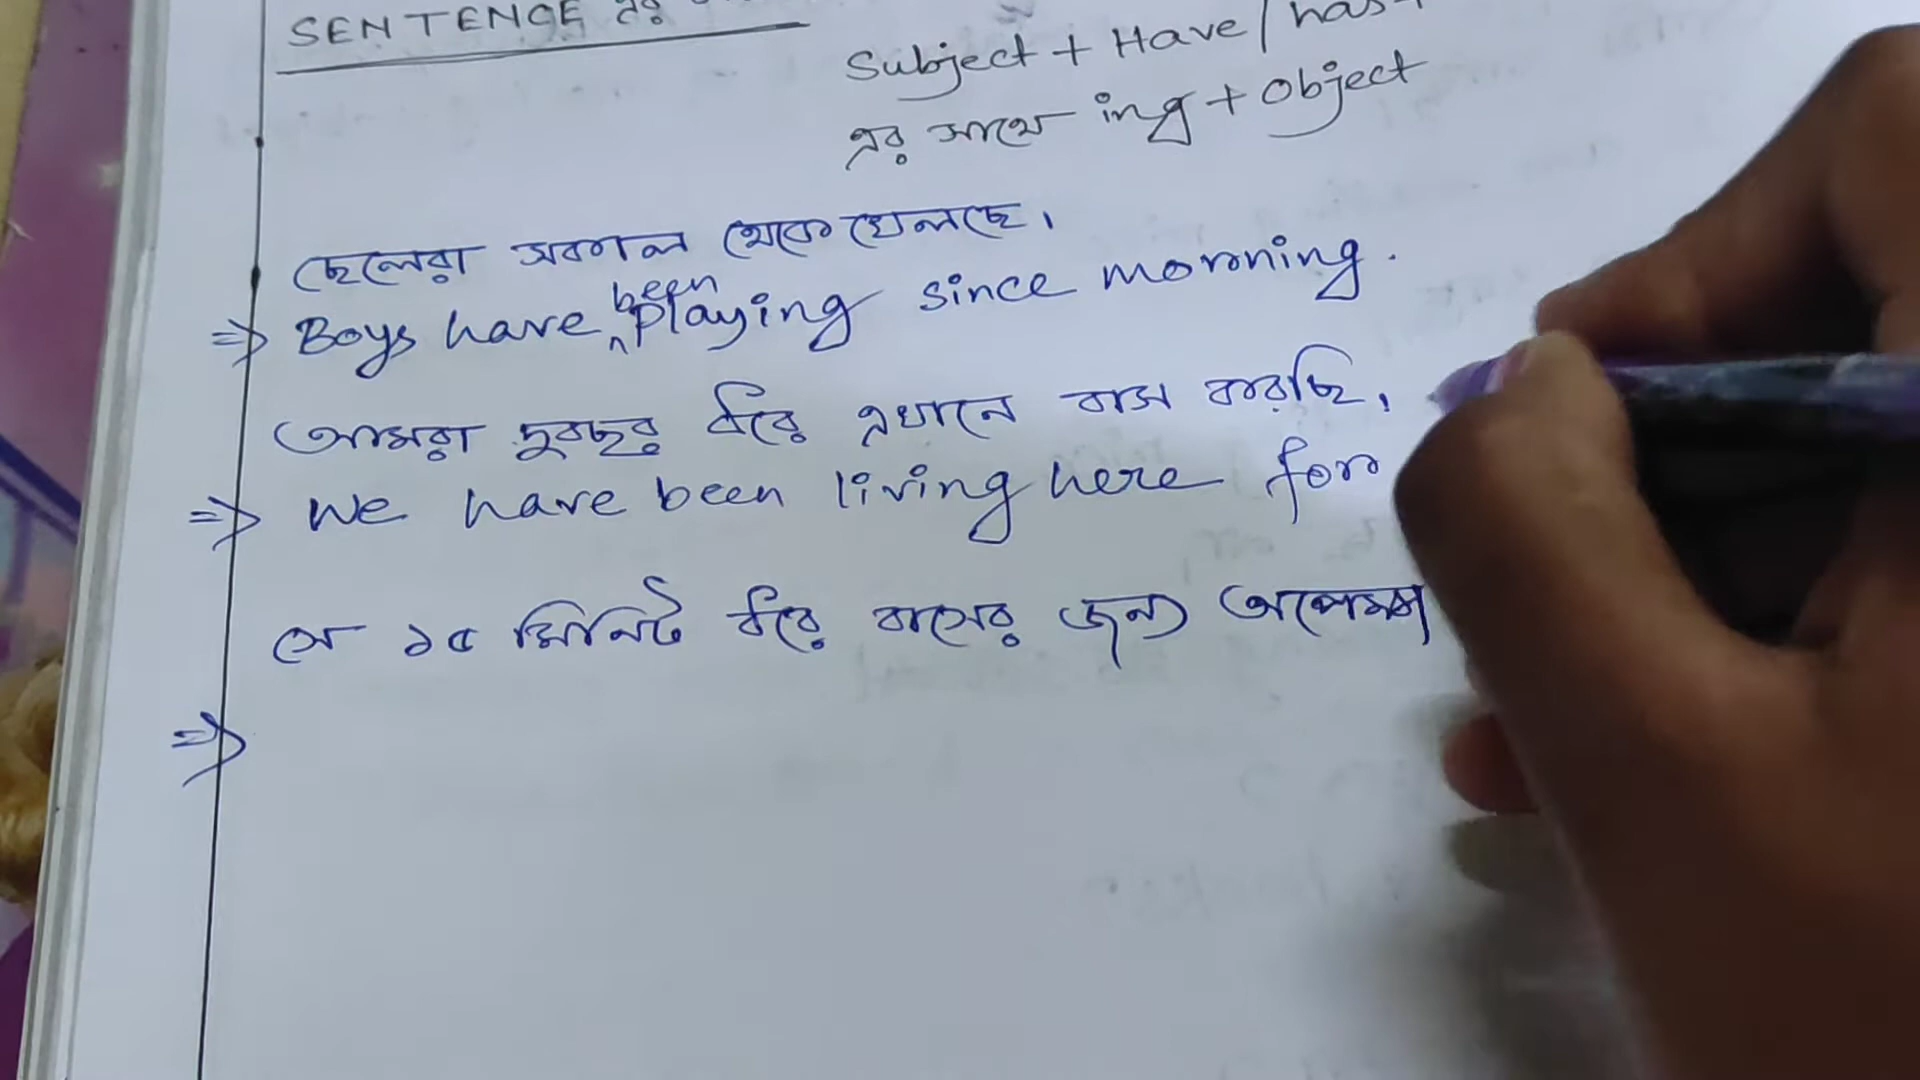 SENTENCE এর
Subject + Have / has +
এর সাথে ing + Object
ছেলেরা সকাল থেকে খেলছে।
⇒ Boys have been playing since morning.
আমরা দুবছর ধরে এখানে বাস করছি।
⇒ We have been living here for
সে ১৫ মিনিট ধরে বাসের জন্য অপেক্ষা
⇒